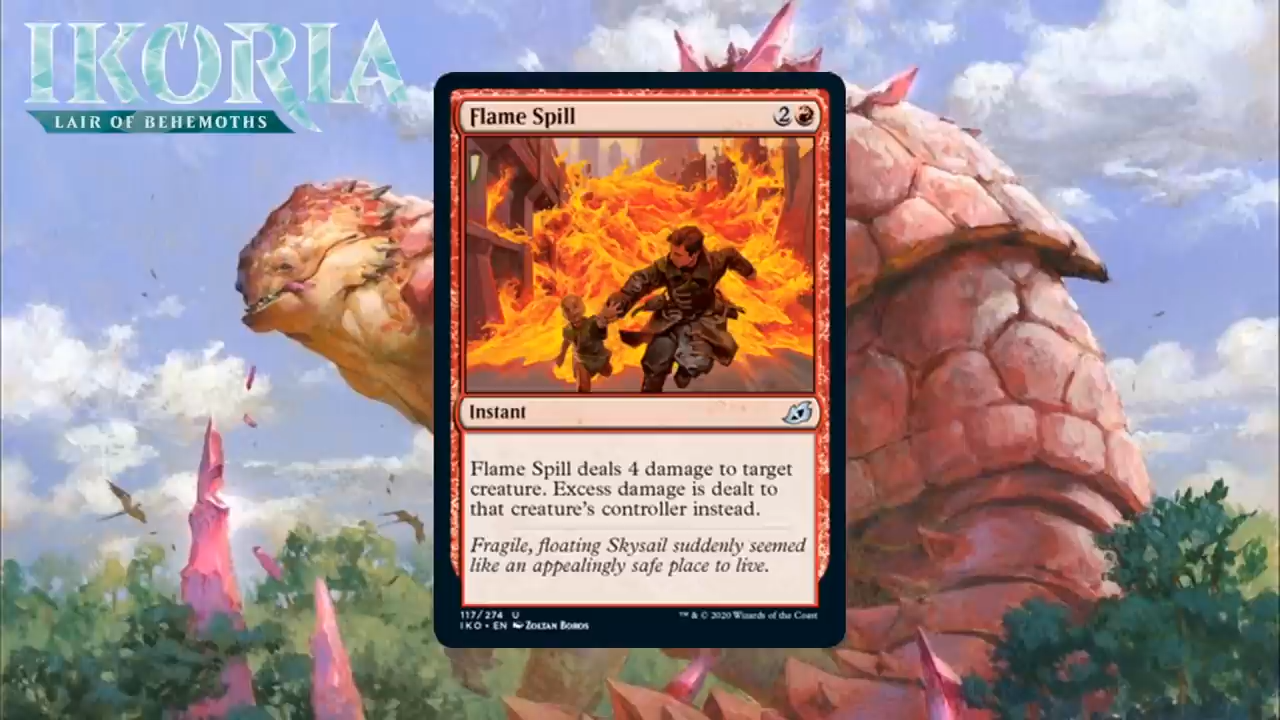 IKORIA
LAIR OF BEHEMOTHS
Flame Spill
2
Instant
Flame Spill deals 4 damage to target
creature. Excess damage is dealt to
that creature's controller instead.
Fragile, floating Skysail suddenly seemed
like an appealingly safe place to live.
117/274 U
™ & © 2020 Wizards of the Coast
IKO • EN Zoltan Boros